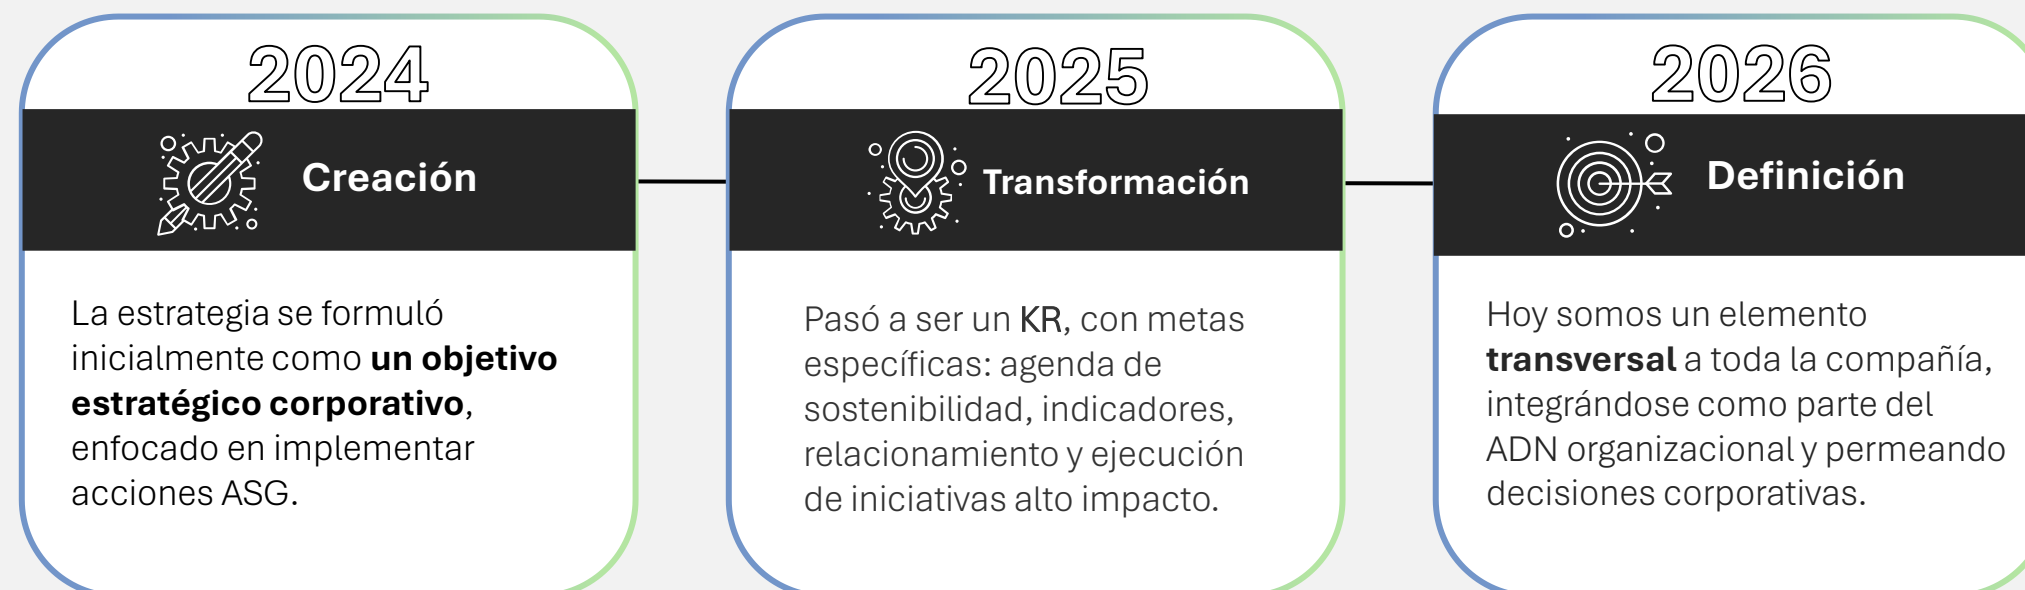 2024
Creación
La estrategia se formuló
inicialmente como un objetivo
estratégico corporativo,
enfocado en implementar
acciones ASG.
2025
Transformación
Pasó a ser un KR, con metas
específicas: agenda de
sostenibilidad, indicadores,
relacionamiento y ejecución
de iniciativas alto impacto.
2026
Definición
Hoy somos un elemento
transversal a toda la compañía,
integrándose como parte del
ADN organizacional y permeando
decisiones corporativas.